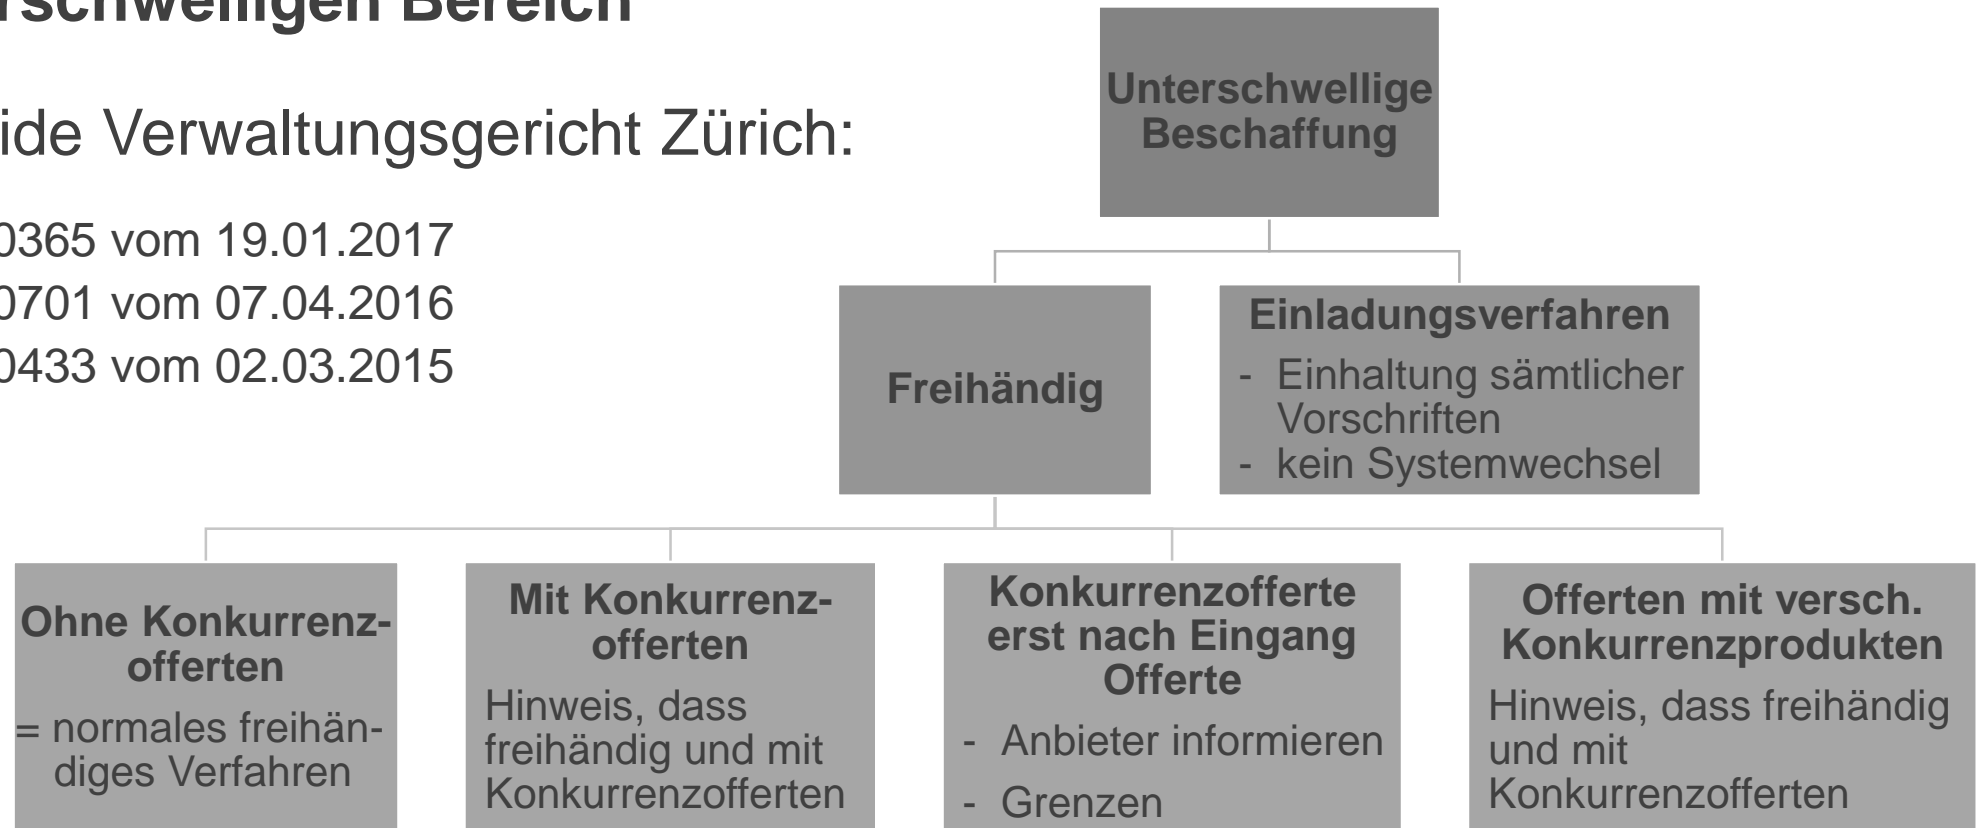 rschwelligen Bereich
ide Verwaltungsgericht Zürich:
0365 vom 19.01.2017
0701 vom 07.04.2016
0433 vom 02.03.2015
Unterschwellige
Beschaffung
Freihändig
Einladungsverfahren
- Einhaltung sämtlicher
Vorschriften
- kein Systemwechsel
Ohne Konkurrenz-
offerten
= normales freihän-
diges Verfahren
Mit Konkurrenz-
offerten
Hinweis, dass
freihändig und mit
Konkurrenzofferten
Konkurrenzofferte
erst nach Eingang
Offerte
- Anbieter informieren
- Grenzen
Offerten mit versch.
Konkurrenzprodukten
Hinweis, dass freihändig
und mit
Konkurrenzofferten